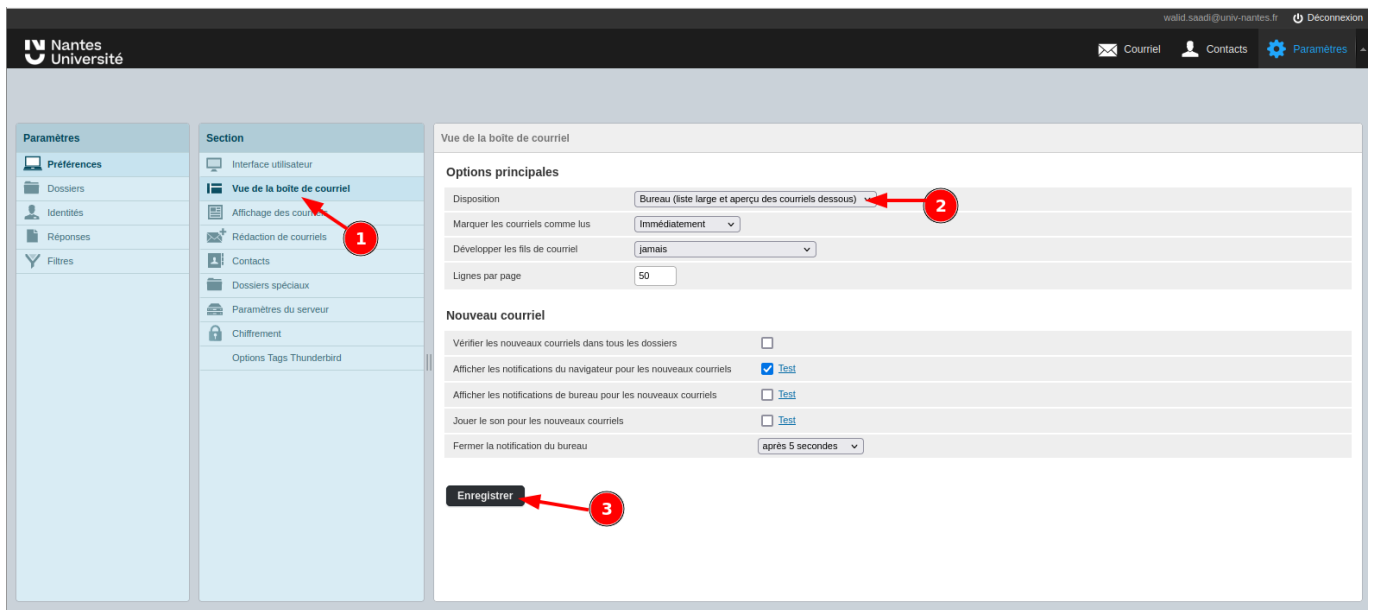 walid.saadi@univ-nantes.fr Déconnexion
Nantes
Université
Courriel Contacts Paramètres
Paramètres
Préférences
Dossiers
Identités
Réponses
Filtres
Section
Interface utilisateur
Vue de la boîte de courriel
Affichage des courriels
Rédaction de courriels
Contacts
Dossiers spéciaux
Paramètres du serveur
Chiffrement
Options Tags Thunderbird
1
Vue de la boîte de courriel
Options principales
Disposition Bureau (liste large et aperçu des courriels dessous)
2
Marquer les courriels comme lus Immédiatement
Développer les fils de courriel jamais
Lignes par page 50
Nouveau courriel
Vérifier les nouveaux courriels dans tous les dossiers
Afficher les notifications du navigateur pour les nouveaux courriels Test
Afficher les notifications de bureau pour les nouveaux courriels Test
Jouer le son pour les nouveaux courriels Test
Fermer la notification du bureau après 5 secondes
Enregistrer
3